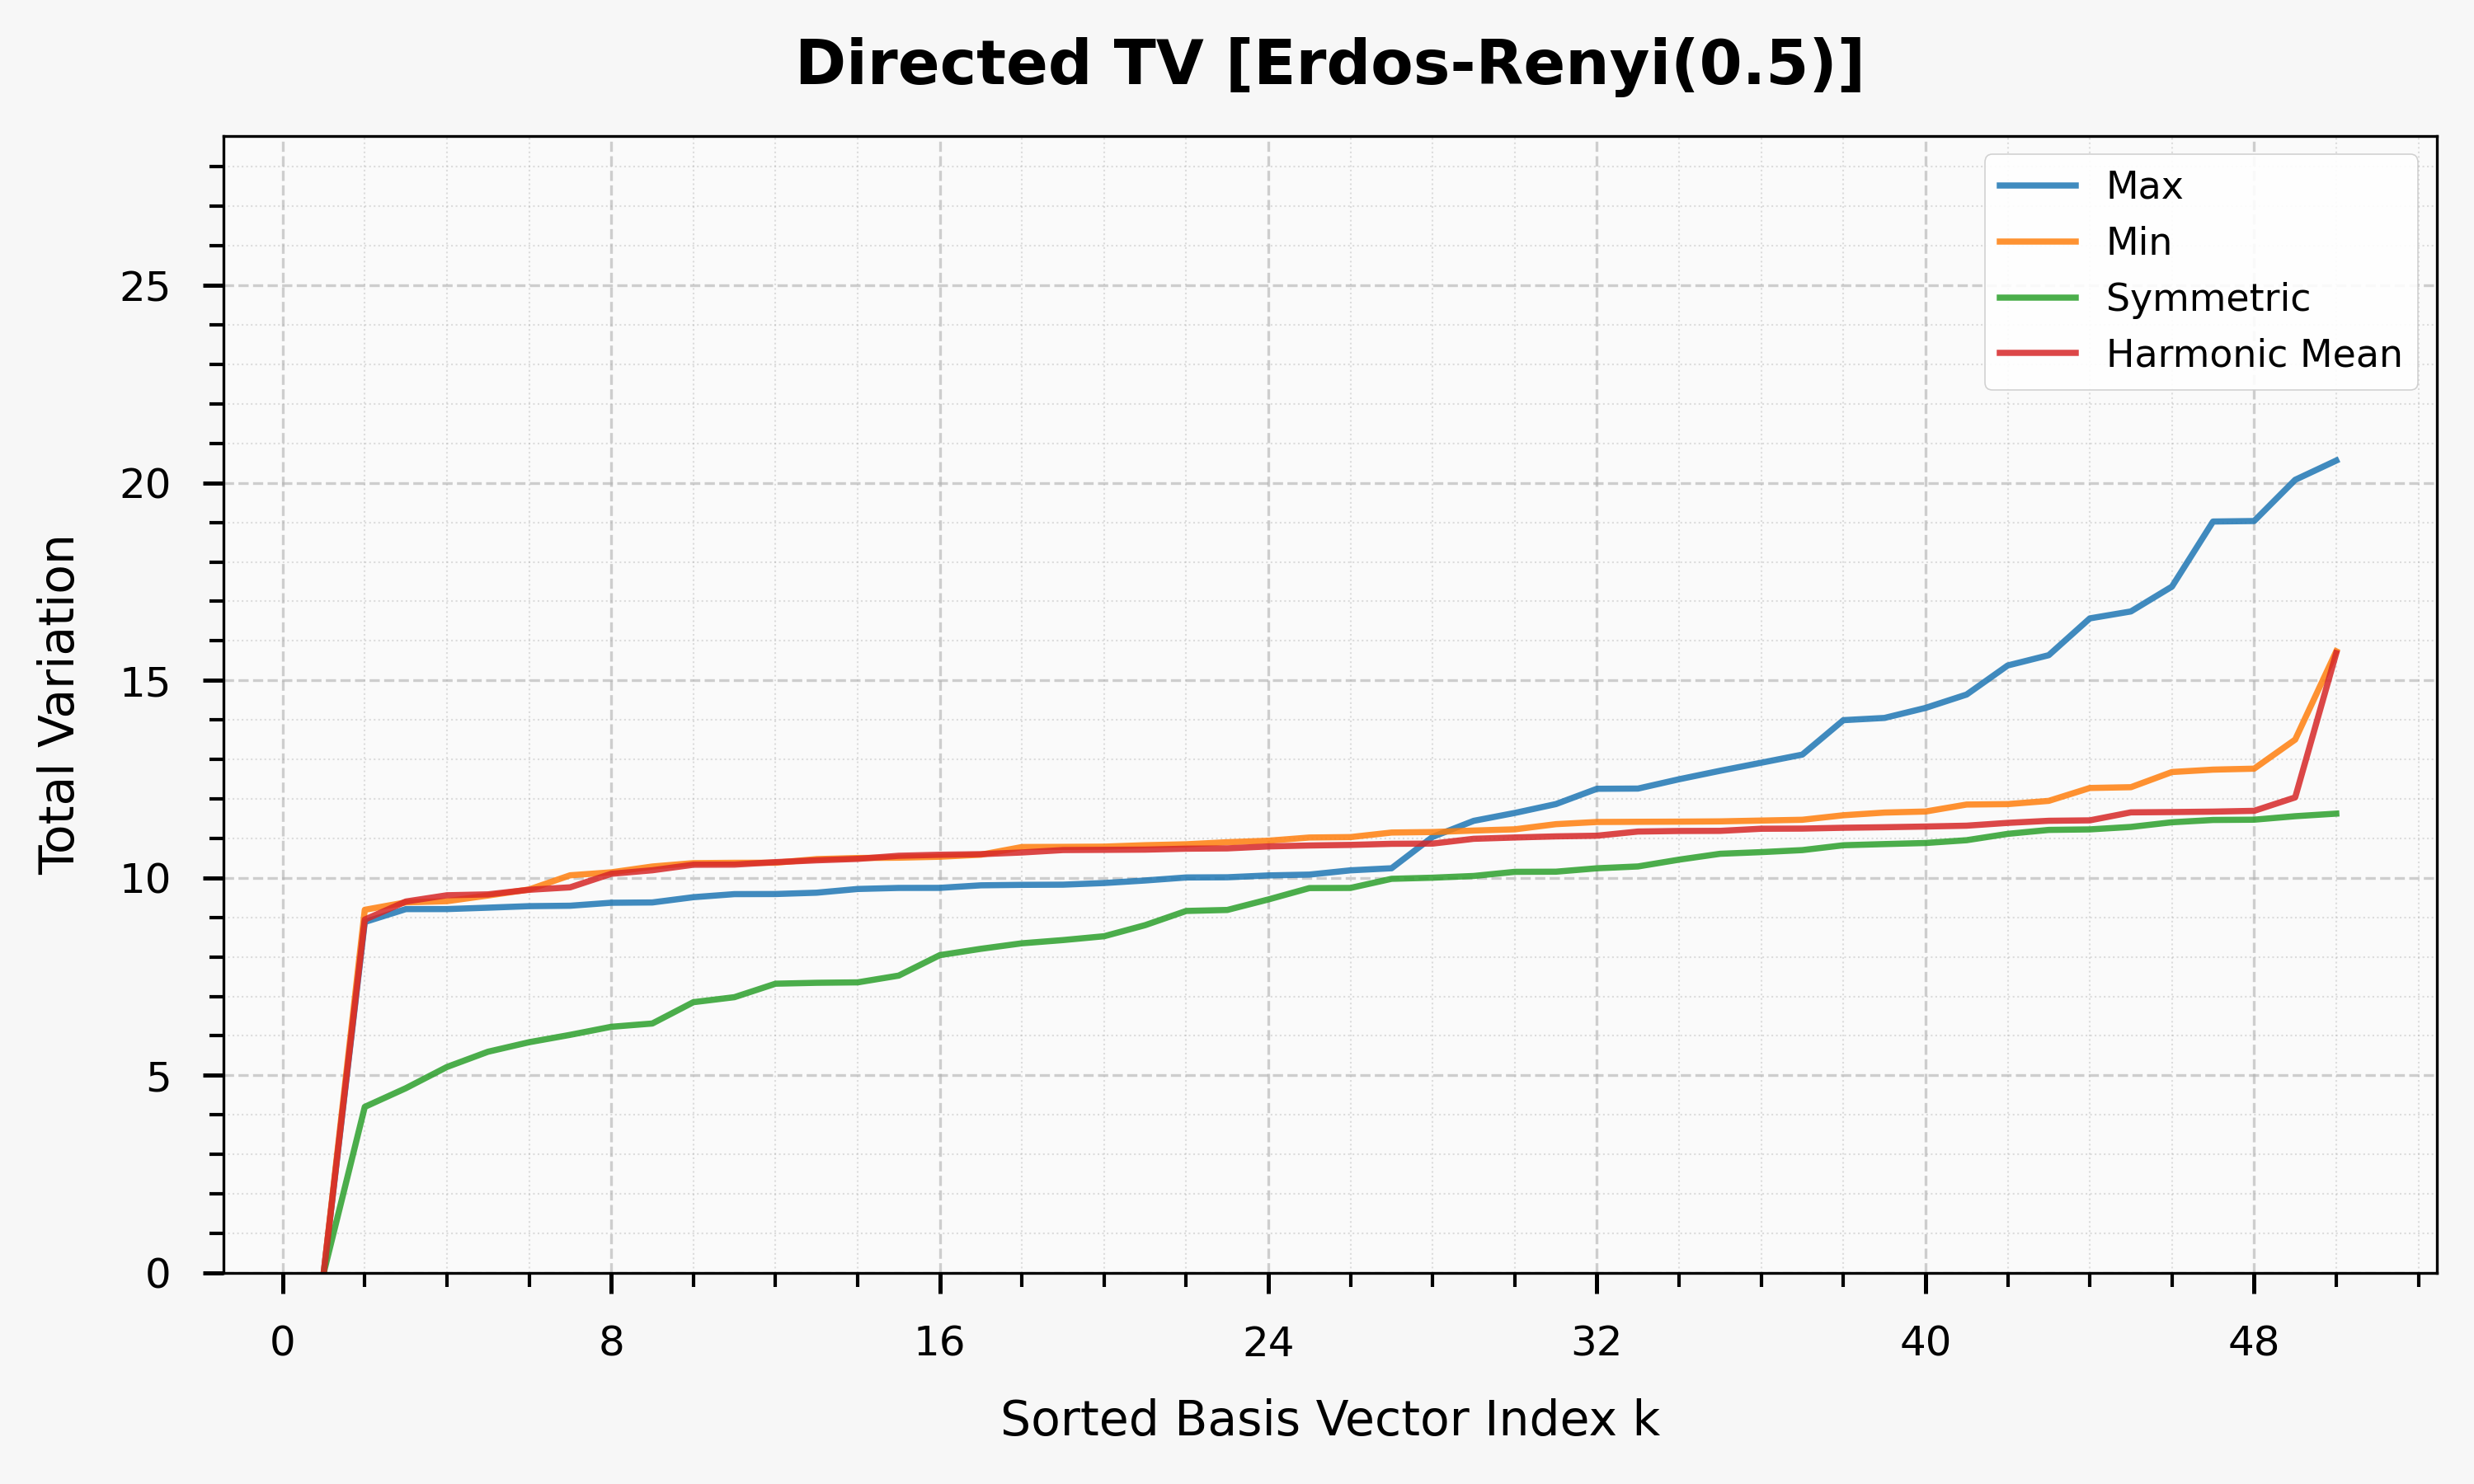 Directed TV [Erdos-Renyi(0.5)]
Max
Min
Symmetric
Harmonic Mean
Total Variation
25
20
15
10
5
0
0 8 16 24 32 40 48
Sorted Basis Vector Index k